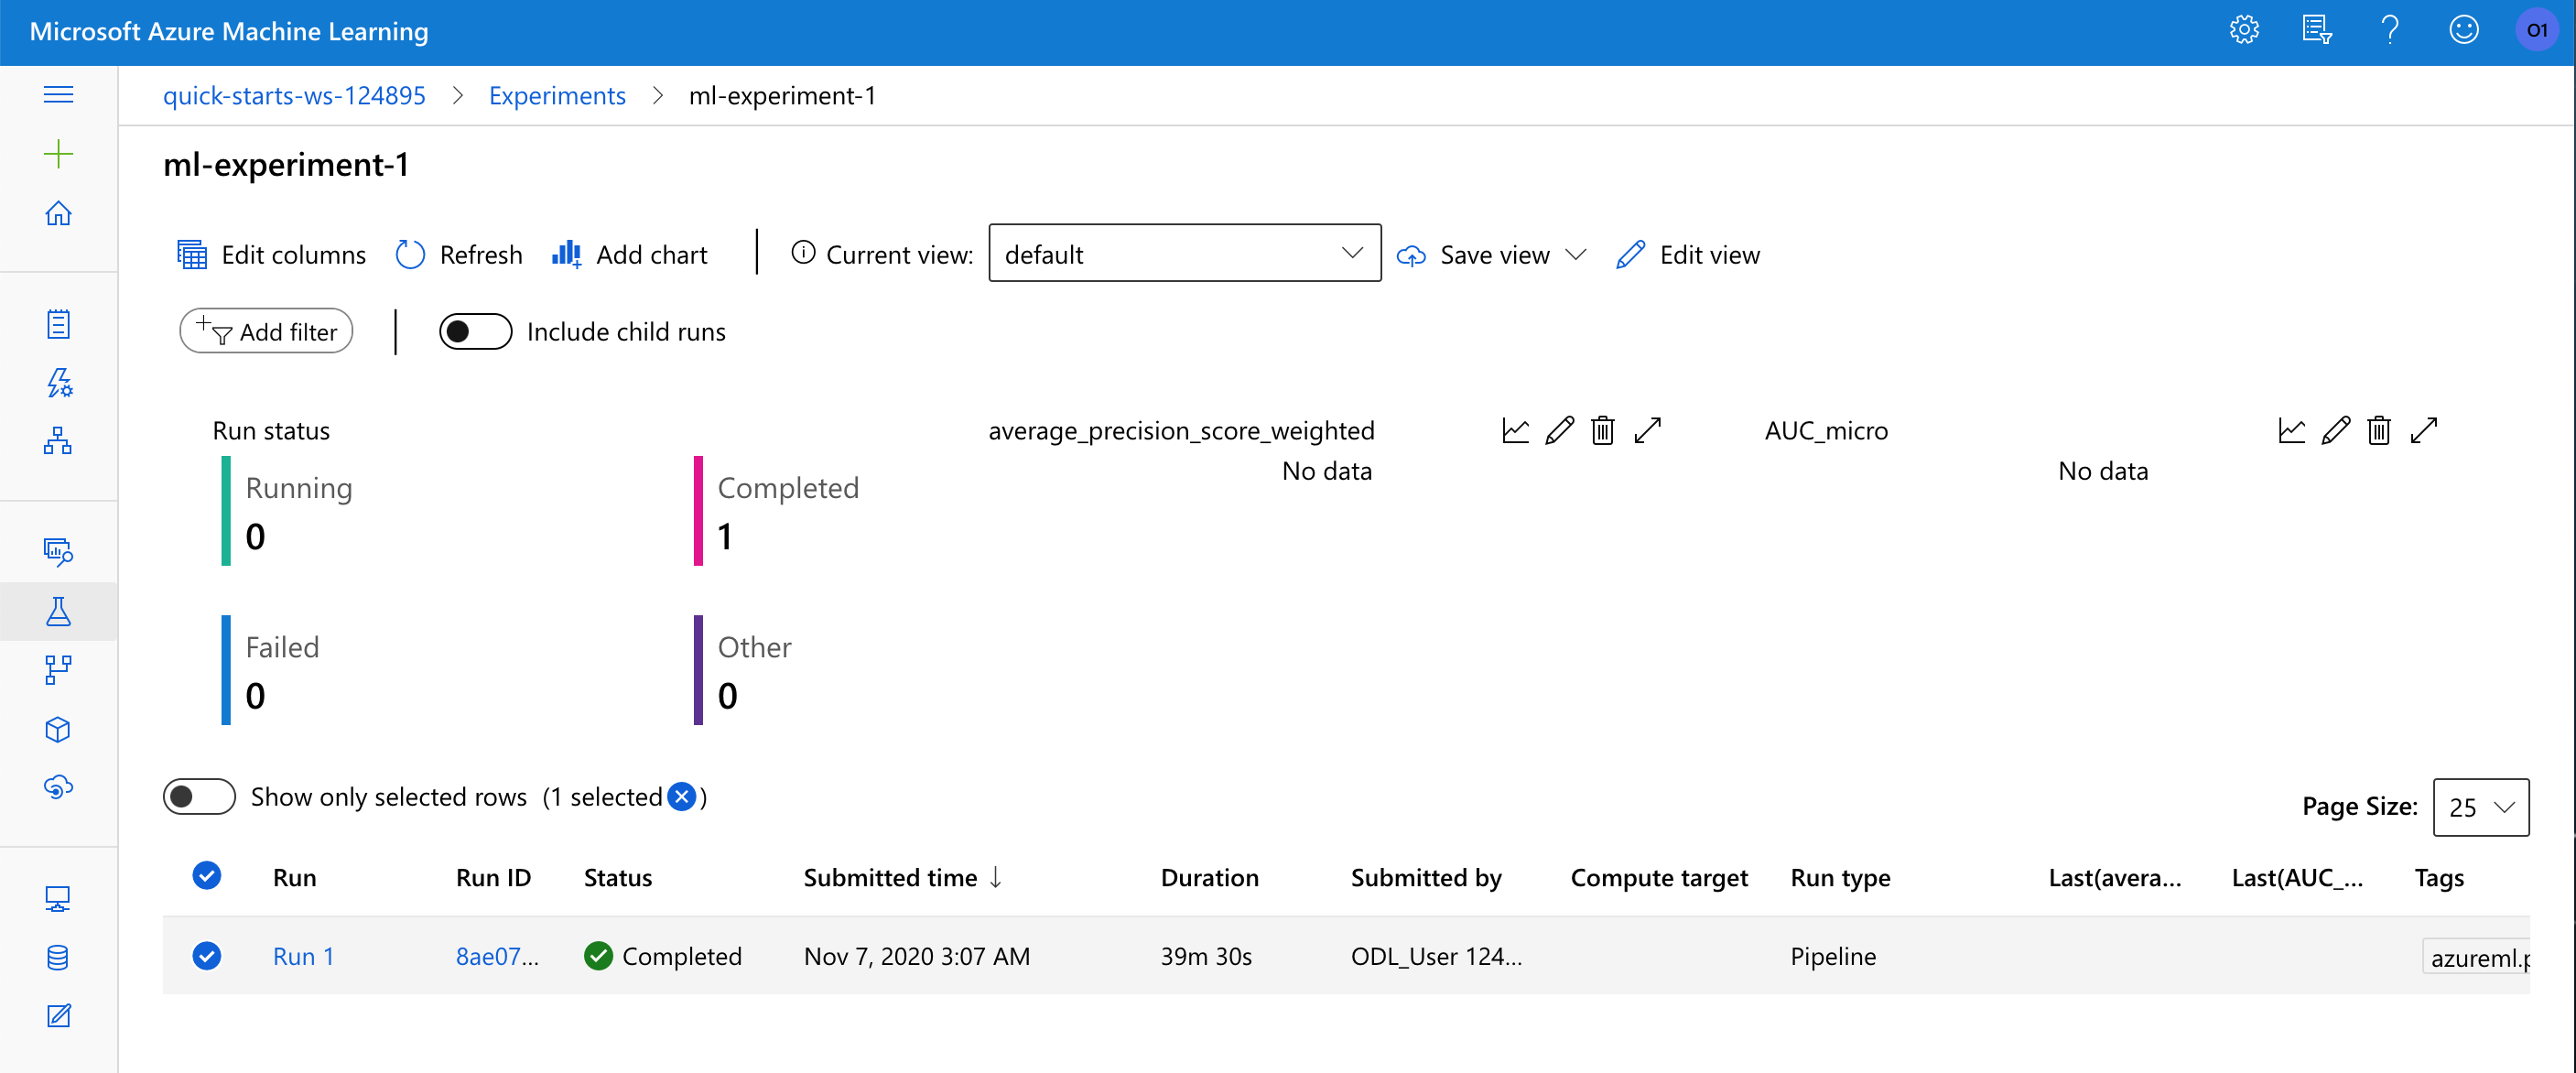 Microsoft Azure Machine Learning
O1
quick-starts-ws-124895 > Experiments > ml-experiment-1
ml-experiment-1
Edit columns Refresh Add chart Current view: default Save view Edit view
Add filter Include child runs
Run status average_precision_score_weighted AUC_micro
No data No data
Running Completed
0 1
Failed Other
0 0
Show only selected rows (1 selected )
Page Size: 25
Run Run ID Status Submitted time ↓ Duration Submitted by Compute target Run type Last(avera... Last(AUC_... Tags
Run 1 8ae07... Completed Nov 7, 2020 3:07 AM 39m 30s ODL_User 124... Pipeline azureml.p